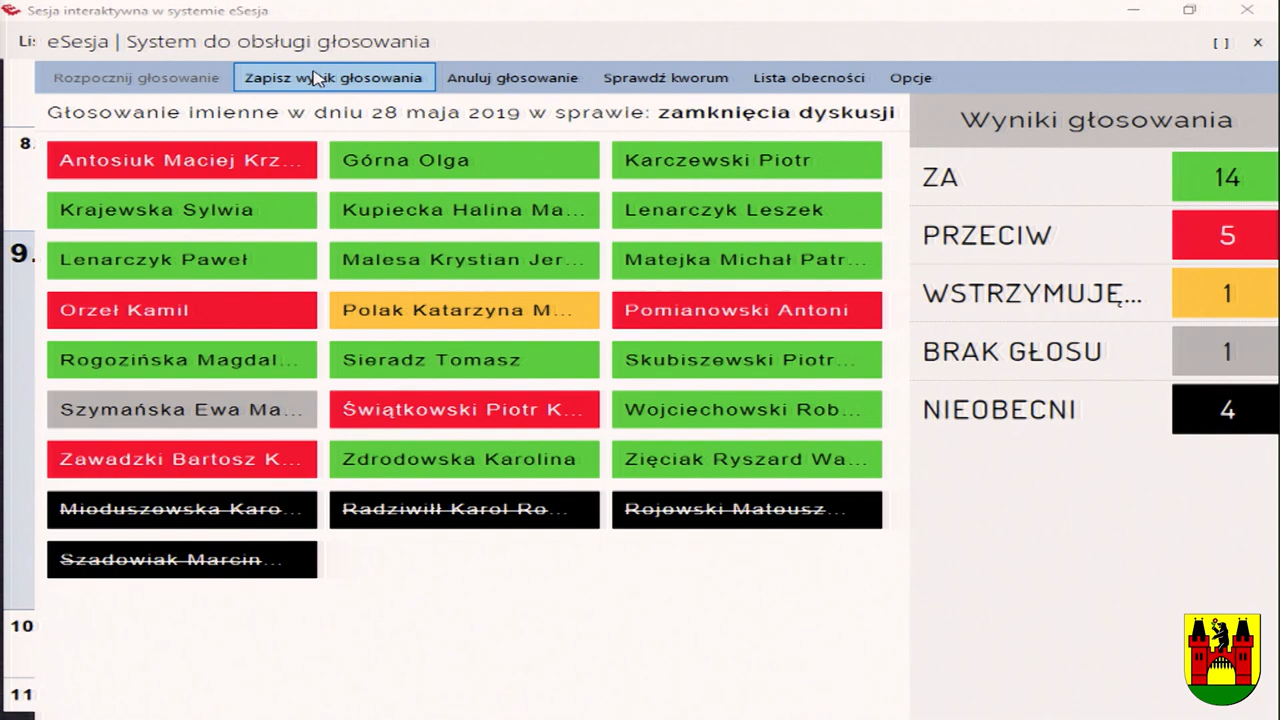 Sesja interaktywna w systemie eSesja
Lis eSesja | System do obsługi głosowania
Rozpocznij głosowanie Zapisz wynik głosowania Anuluj głosowanie Sprawdź kworum Lista obecności Opcje
Głosowanie imienne w dniu 28 maja 2019 w sprawie: zamknięcia dyskusji
Wyniki głosowania
8.
Antosiuk Maciej Krz... Górna Olga Karczewski Piotr
ZA 14
Krajewska Sylwia Kupiecka Halina Ma... Lenarczyk Leszek
PRZECIW 5
9.
Lenarczyk Paweł Malesa Krystian Jer... Matejka Michał Patr...
WSTRZYMUJĘ... 1
Orzeł Kamil Polak Katarzyna M... Pomianowski Antoni
BRAK GŁOSU 1
Rogozińska Magdal... Sieradz Tomasz Skubiszewski Piotr...
NIEOBECNI 4
Szymańska Ewa Ma... Świątkowski Piotr K... Wojciechowski Rob...
Zawadzki Bartosz K... Zdrodowska Karolina Zięciak Ryszard Wa...
Mioduszewska Karo... Radziwiłł Karol Ro... Rojewski Mateusz...
Szadowiak Marcin...
10
11